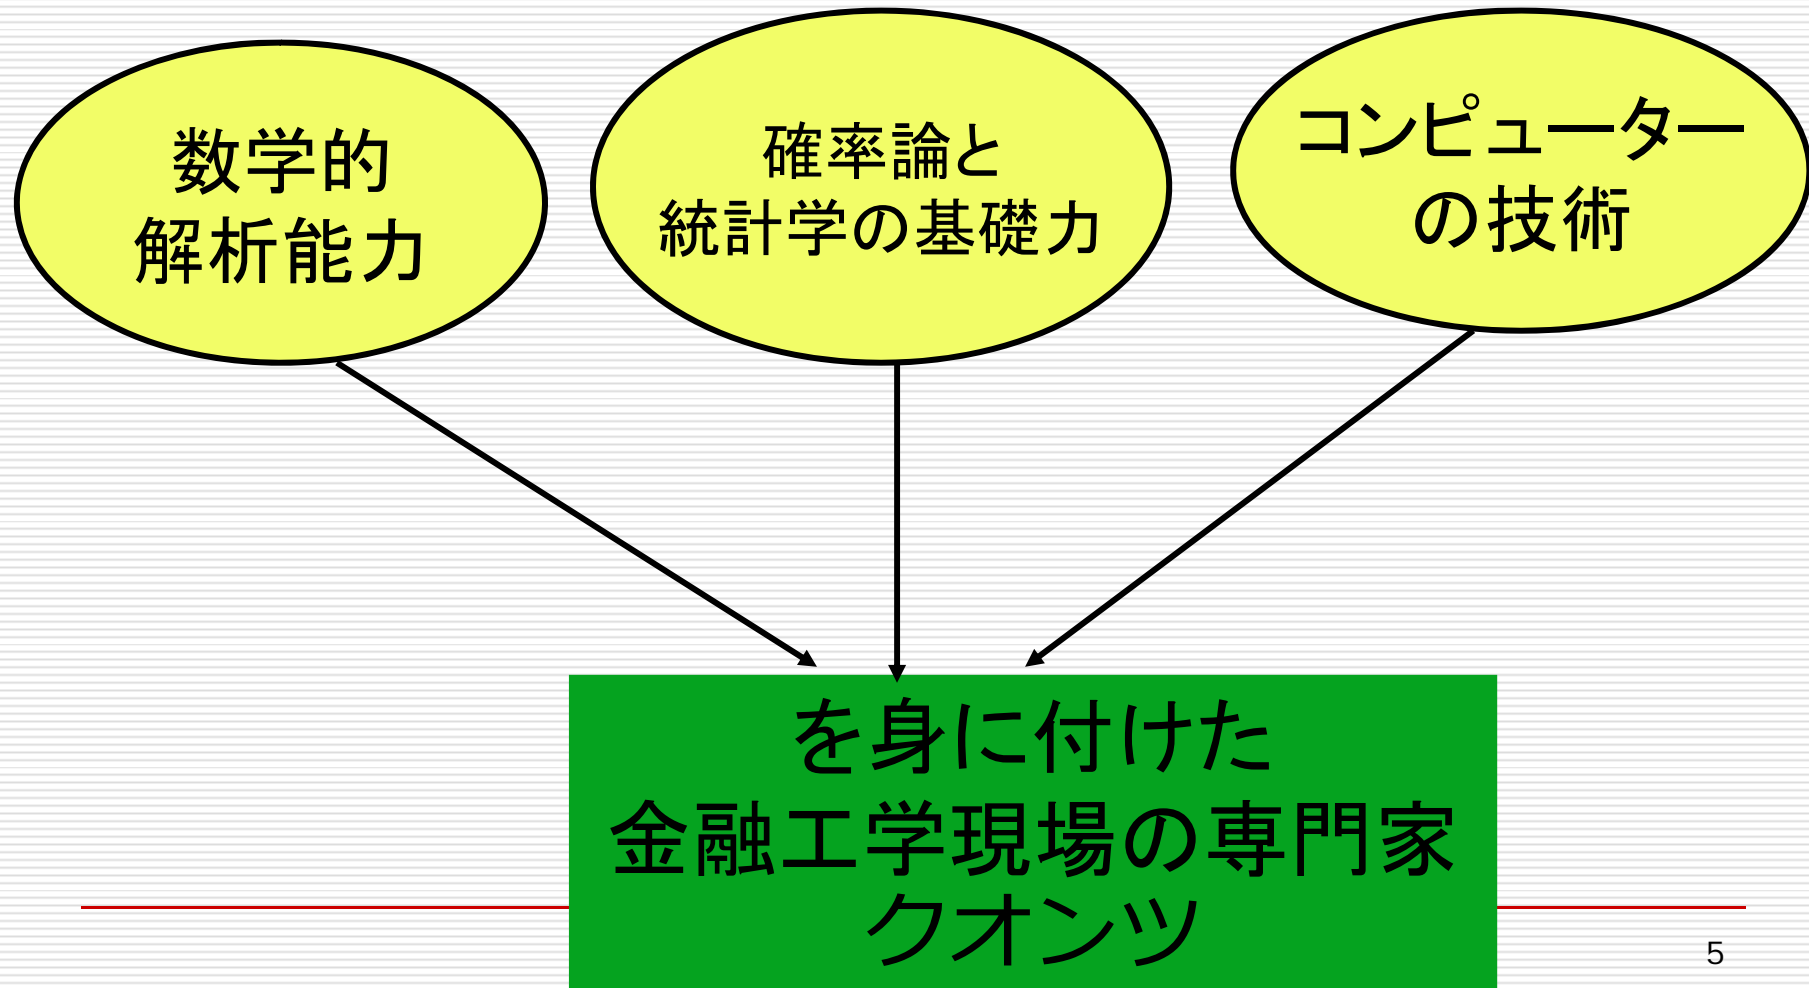 数学的
解析能力
確率論と
統計学の基礎力
コンピューター
の技術
を身に付けた
金融工学現場の専門家
クオンツ
5